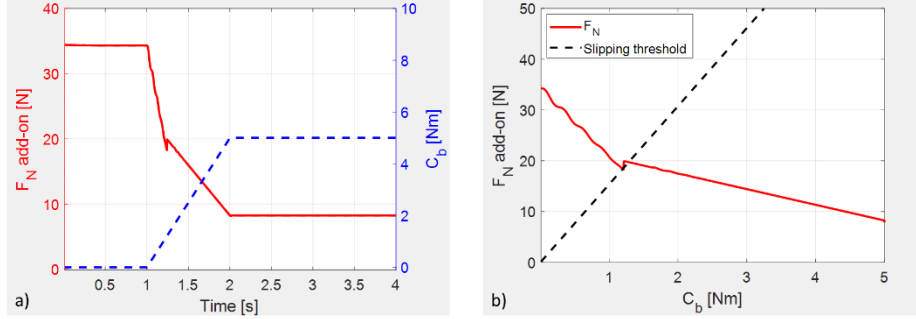 40
30
20
10
0
F_N add-on [N]
10
8
6
4
2
0
C_b [Nm]
0.5 1 1.5 2 2.5 3 3.5 4
Time [s]
a)
50
40
30
20
10
0
F_N add-on [N]
F_N
Slipping threshold
0 1 2 3 4 5
C_b [Nm]
b)